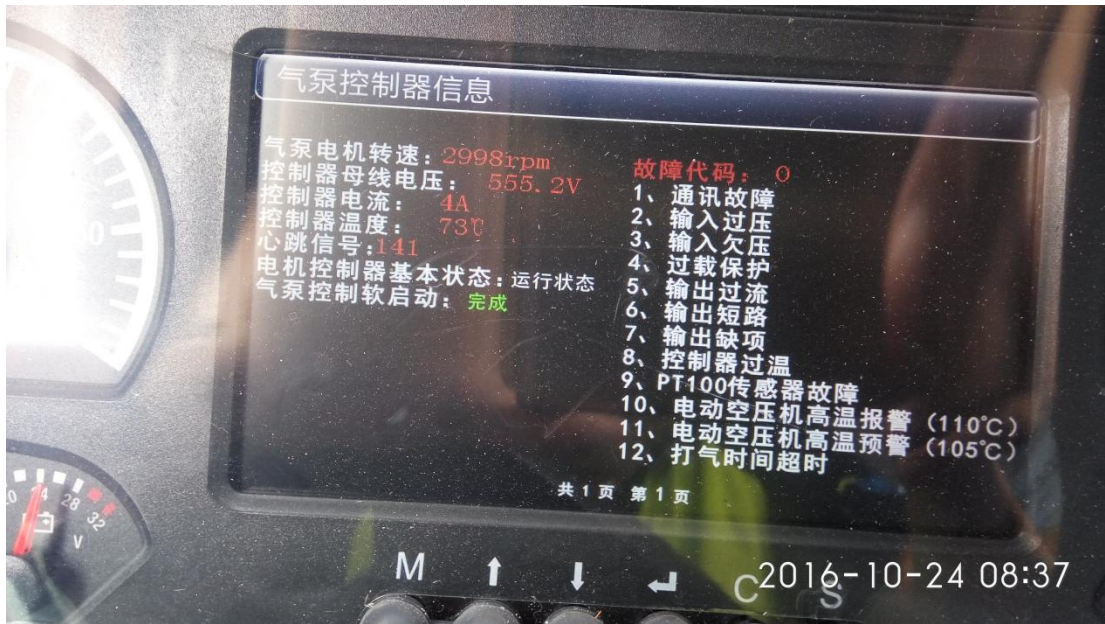 气泵控制器信息
气泵电机转速：2998rpm
控制器母线电压： 555.2V
控制器电流： 4A
控制器温度： 73℃
心跳信号:141
电机控制器基本状态:运行状态
气泵控制软启动：完成
故障代码： 0
1、通讯故障
2、输入过压
3、输入欠压
4、过载保护
5、输出过流
6、输出短路
7、输出缺项
8、控制器过温
9、PT100传感器故障
10、电动空压机高温报警（110℃）
11、电动空压机高温预警（105℃）
12、打气时间超时
共 1 页 第 1 页
24 28 32
V
M ↑ ↓ ↵ C S
2016-10-24 08:37